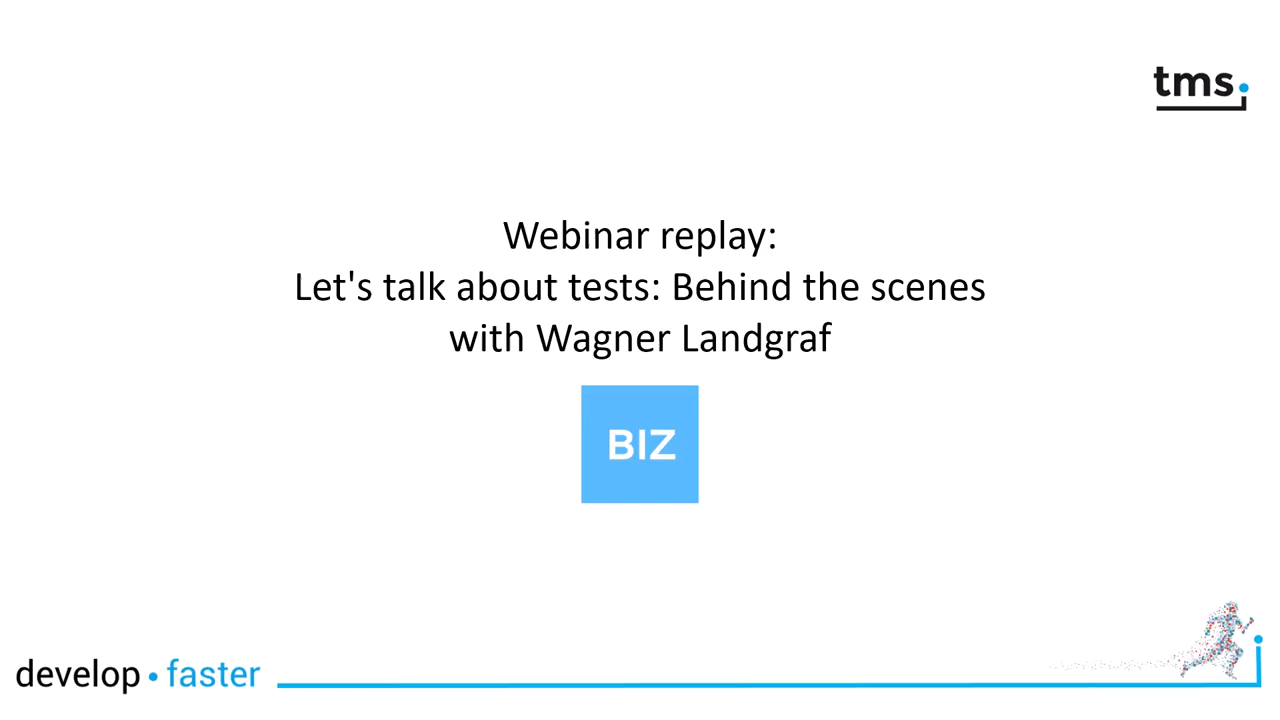 tms.
Webinar replay:
Let's talk about tests: Behind the scenes
with Wagner Landgraf
BIZ
develop • faster